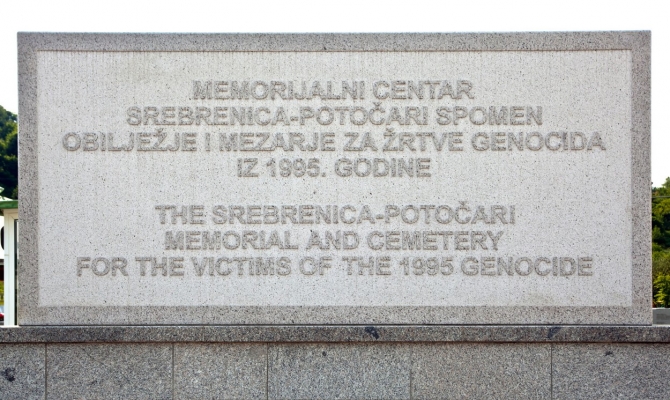 MEMORIJALNI CENTAR
SREBRENICA-POTOČARI SPOMEN
OBILJEŽJE I MEZARJE ZA ŽRTVE GENOCIDA
IZ 1995. GODINE
THE SREBRENICA-POTOČARI
MEMORIAL AND CEMETERY
FOR THE VICTIMS OF THE 1995 GENOCIDE